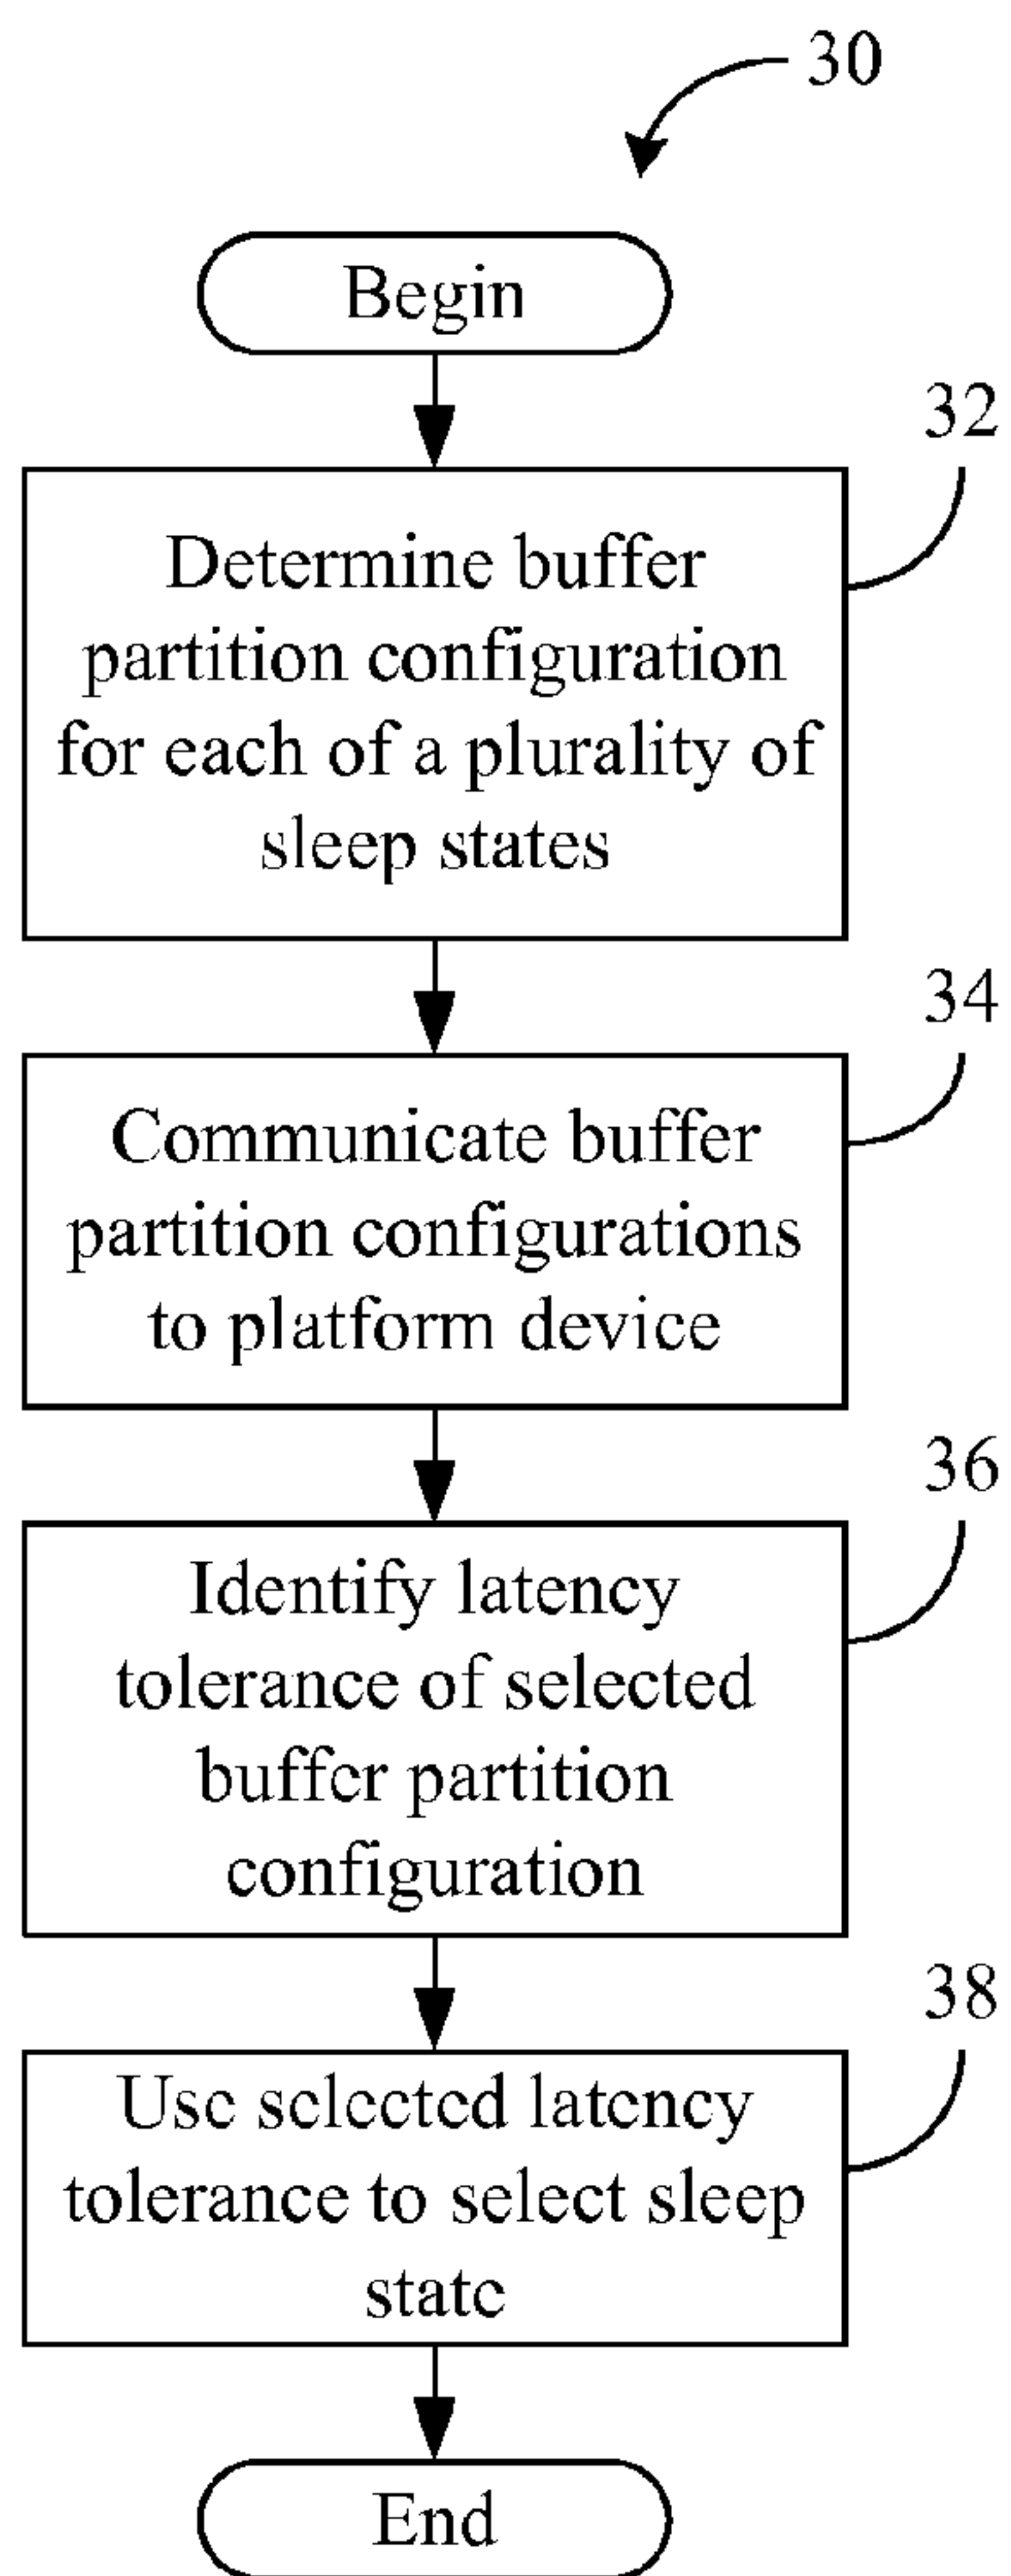 30
Begin
32
Determine buffer
partition configuration
for each of a plurality of
sleep states
34
Communicate buffer
partition configurations
to platform device
36
Identify latency
tolerance of selected
buffer partition
configuration
38
Use selected latency
tolerance to select sleep
state
End